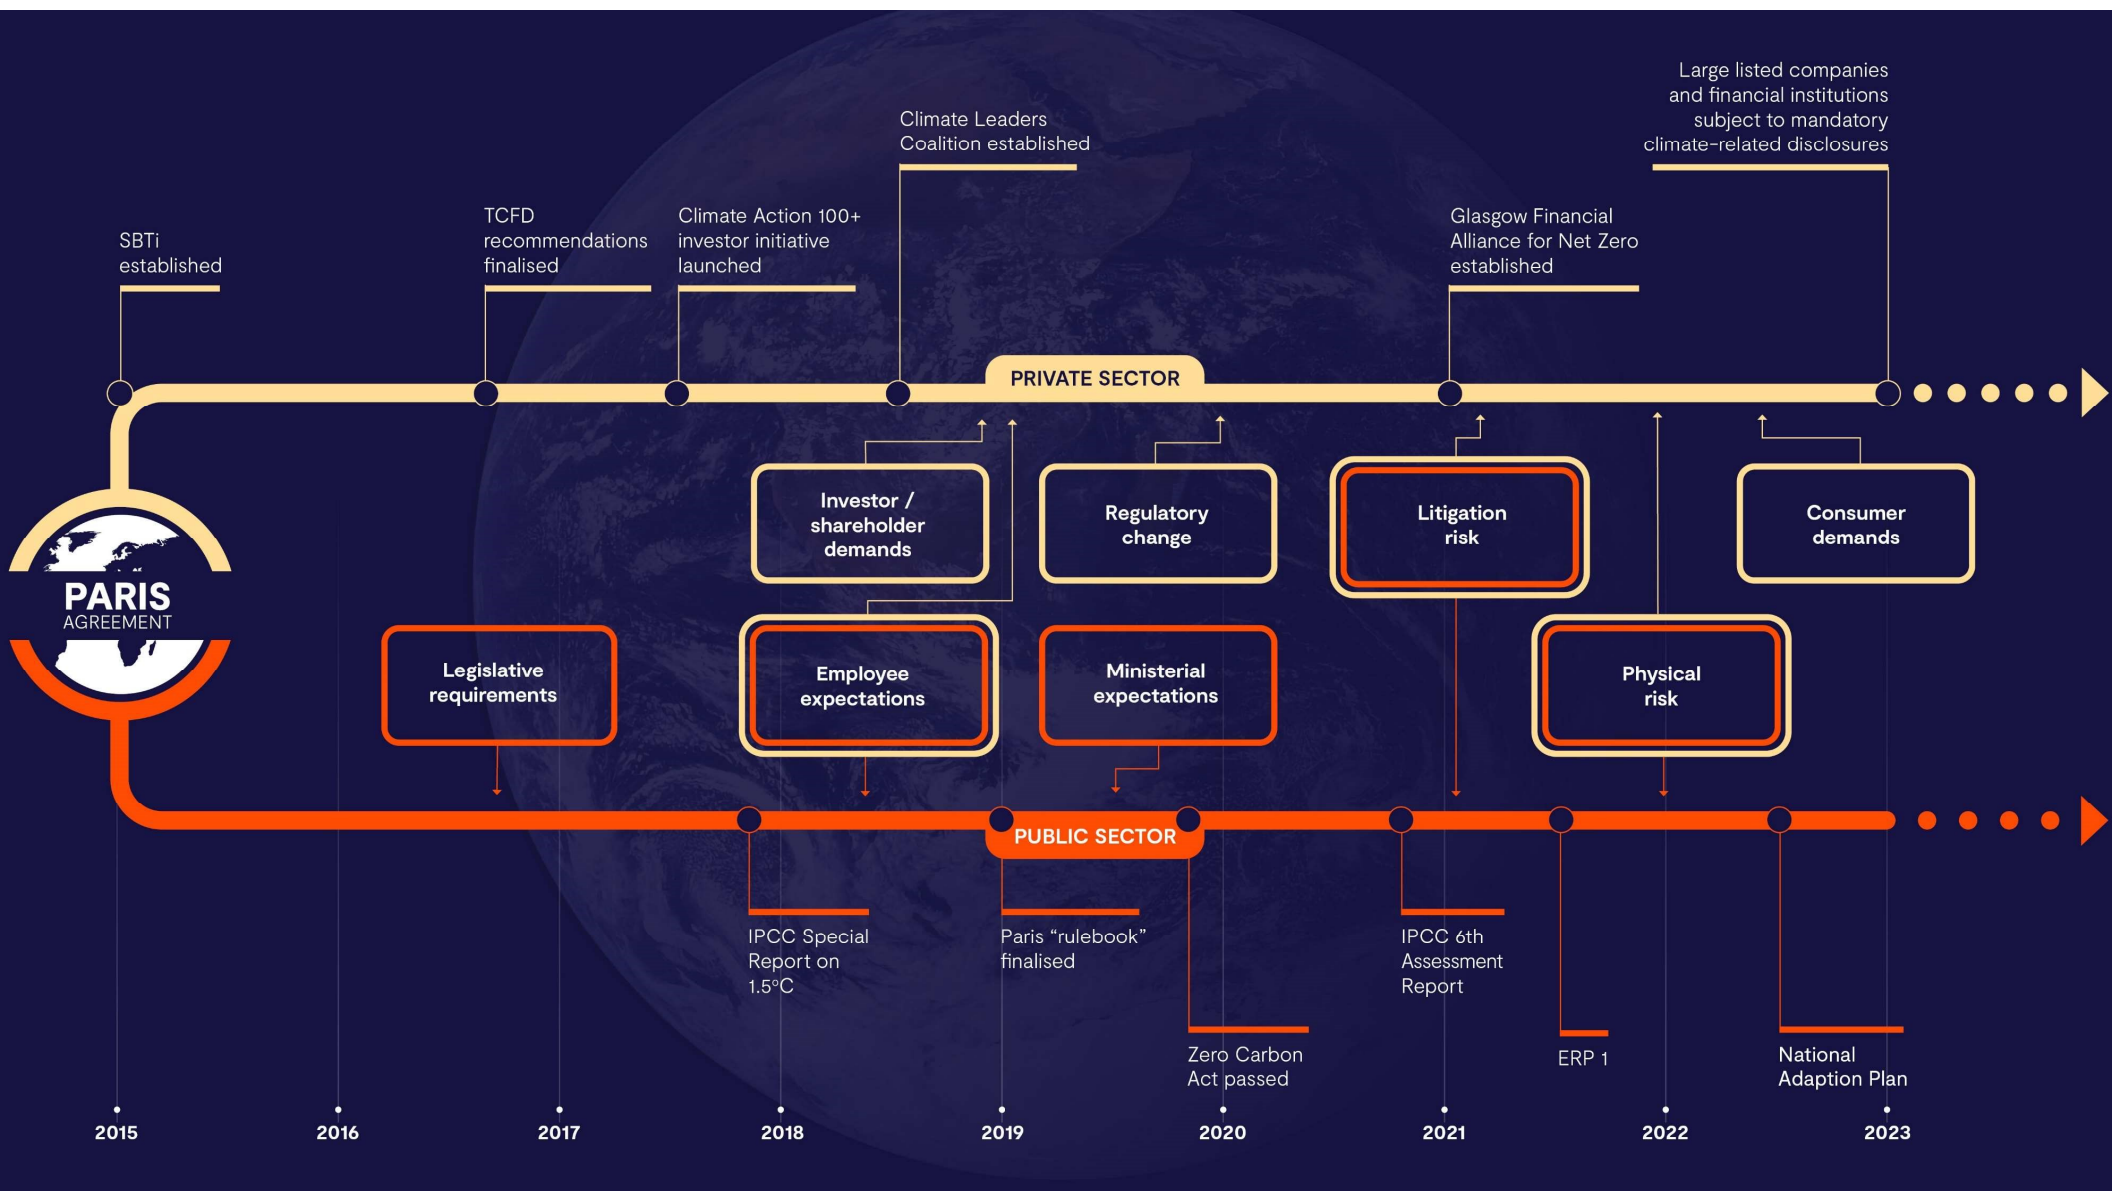 Large listed companies
and financial institutions
subject to mandatory
climate-related disclosures
Climate Leaders
Coalition established
SBTi
established
TCFD
recommendations
finalised
Climate Action 100+
investor initiative
launched
Glasgow Financial
Alliance for Net Zero
established
PRIVATE SECTOR
Investor /
shareholder
demands
Regulatory
change
Litigation
risk
Consumer
demands
PARIS
AGREEMENT
Legislative
requirements
Employee
expectations
Ministerial
expectations
Physical
risk
PUBLIC SECTOR
IPCC Special
Report on
1.5°C
Paris “rulebook”
finalised
Zero Carbon
Act passed
IPCC 6th
Assessment
Report
ERP 1
National
Adaption Plan
2015
2016
2017
2018
2019
2020
2021
2022
2023